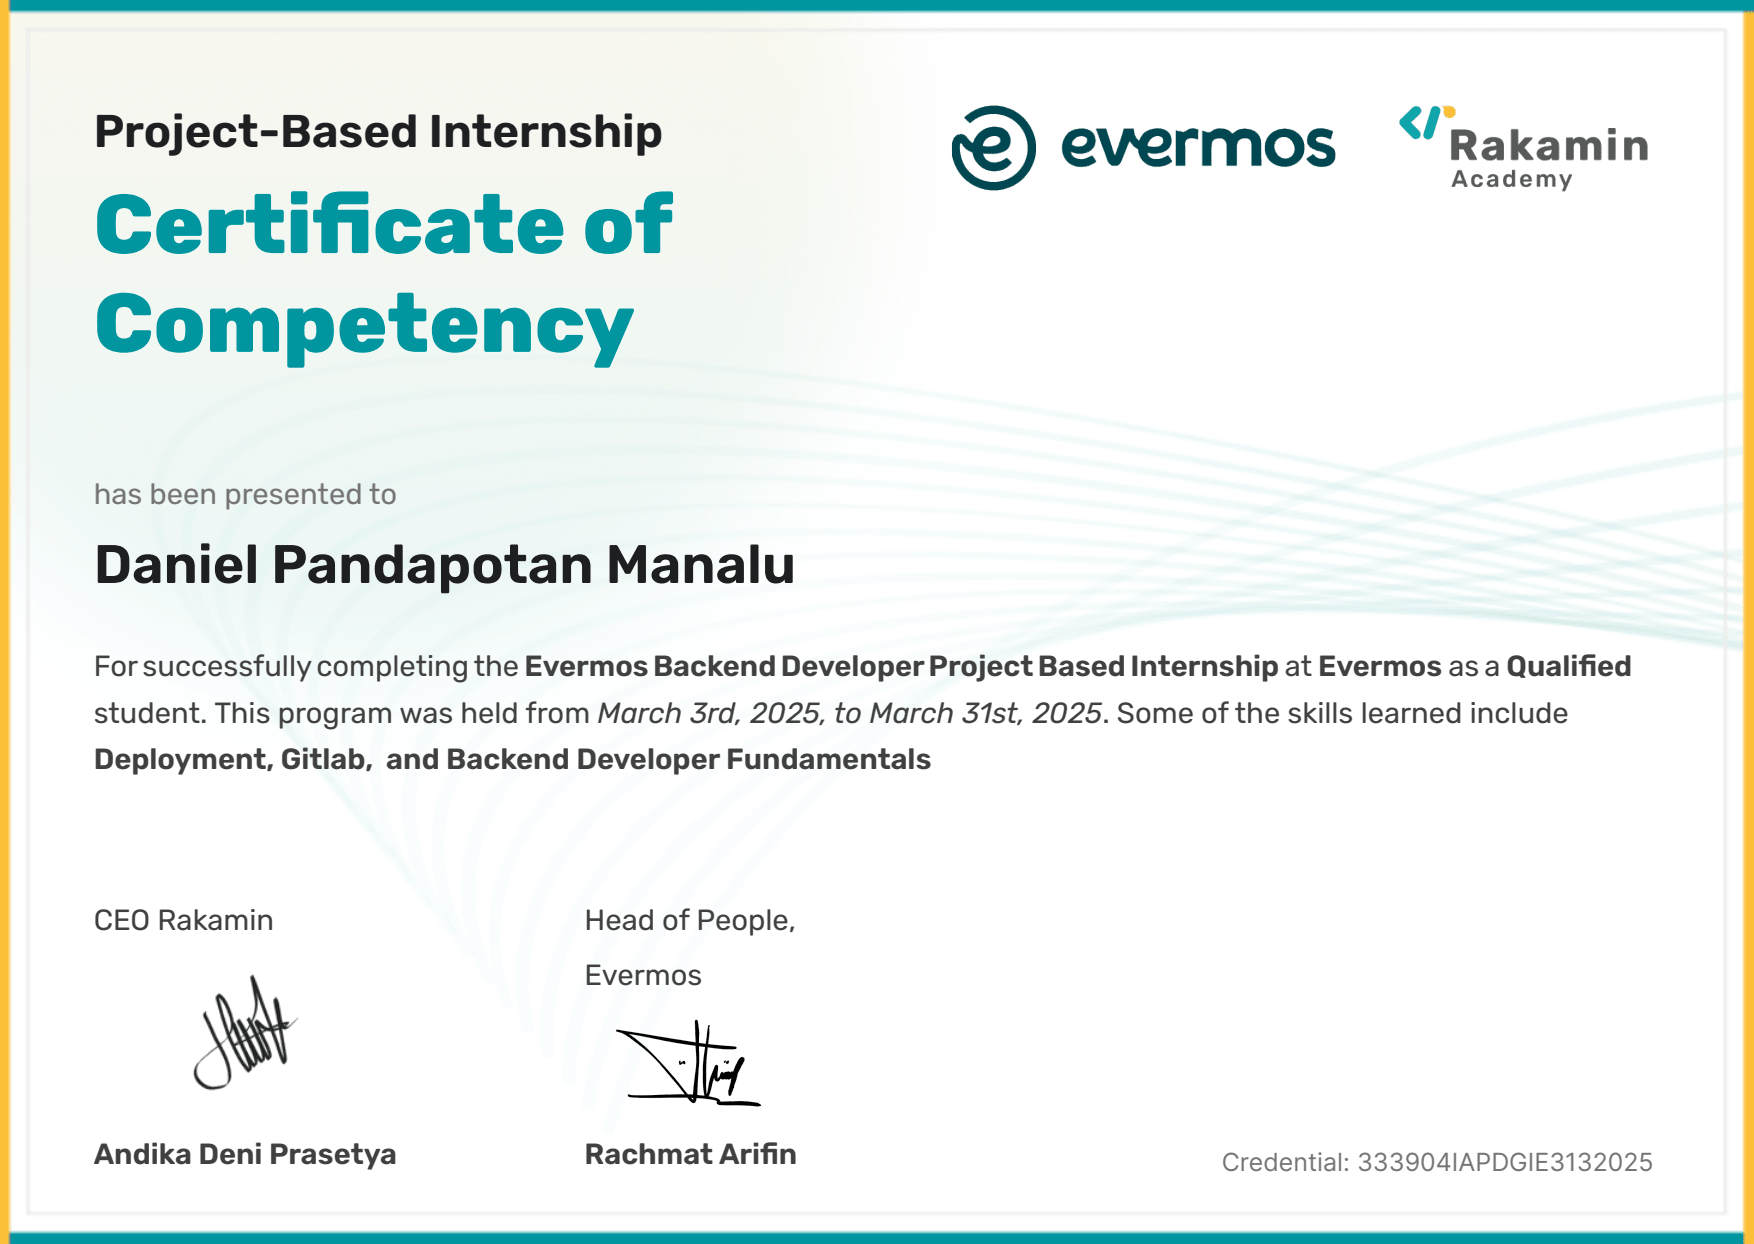 Project-Based Internship
Certificate of
Competency
evermos
Rakamin
Academy
has been presented to
Daniel Pandapotan Manalu
For successfully completing the Evermos Backend Developer Project Based Internship at Evermos as a Qualified
student. This program was held from March 3rd, 2025, to March 31st, 2025. Some of the skills learned include
Deployment, Gitlab, and Backend Developer Fundamentals
CEO Rakamin
Andika Deni Prasetya
Head of People,
Evermos
Rachmat Arifin
Credential: 333904IAPDGIE3132025